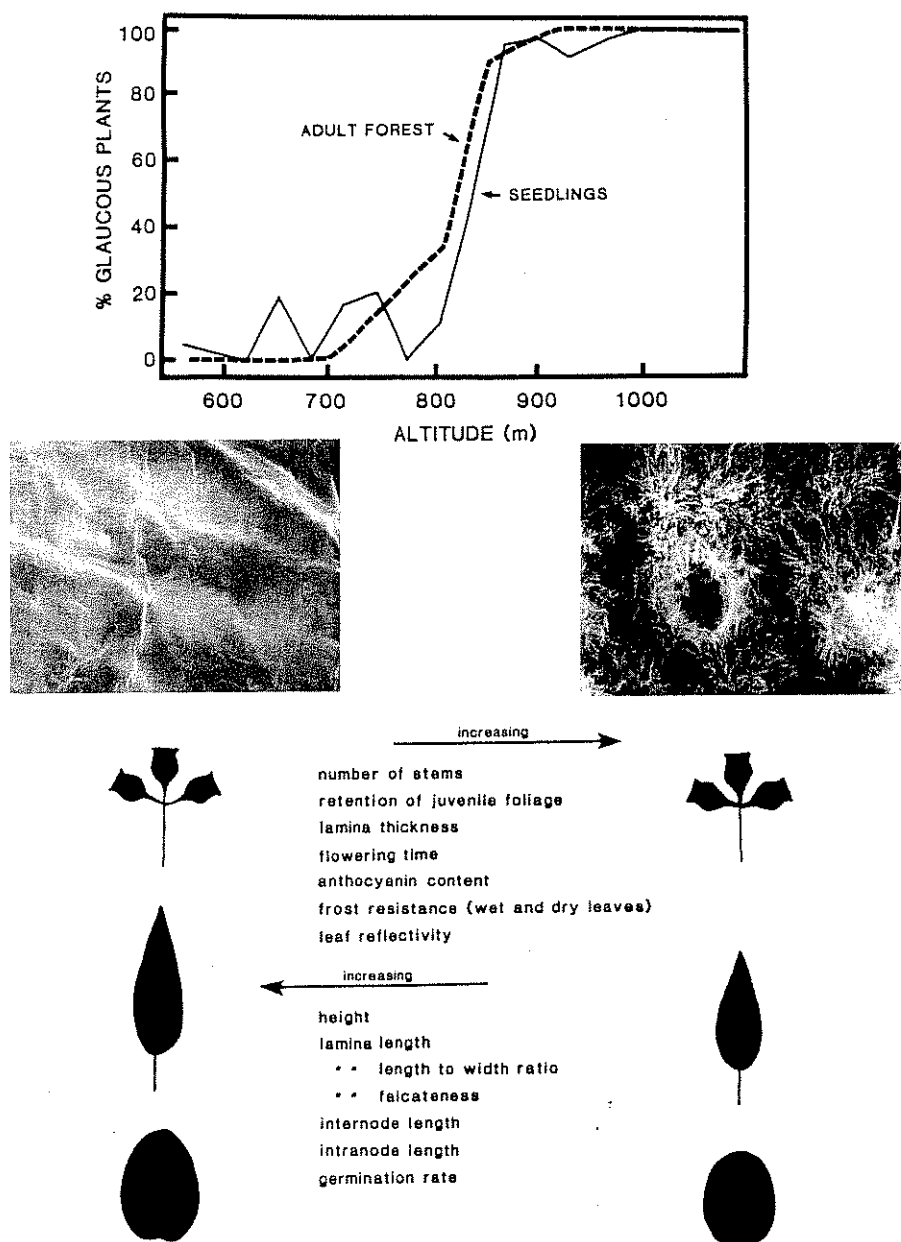 100
80
60
40
20
0
% GLAUCOUS PLANTS
ADULT FOREST
SEEDLINGS
600 700 800 900 1000
ALTITUDE (m)
increasing
number of stems
retention of juvenile foliage
lamina thickness
flowering time
anthocyanin content
frost resistance (wet and dry leaves)
leaf reflectivity
increasing
height
lamina length
" " length to width ratio
" " falcateness
internode length
intranode length
germination rate